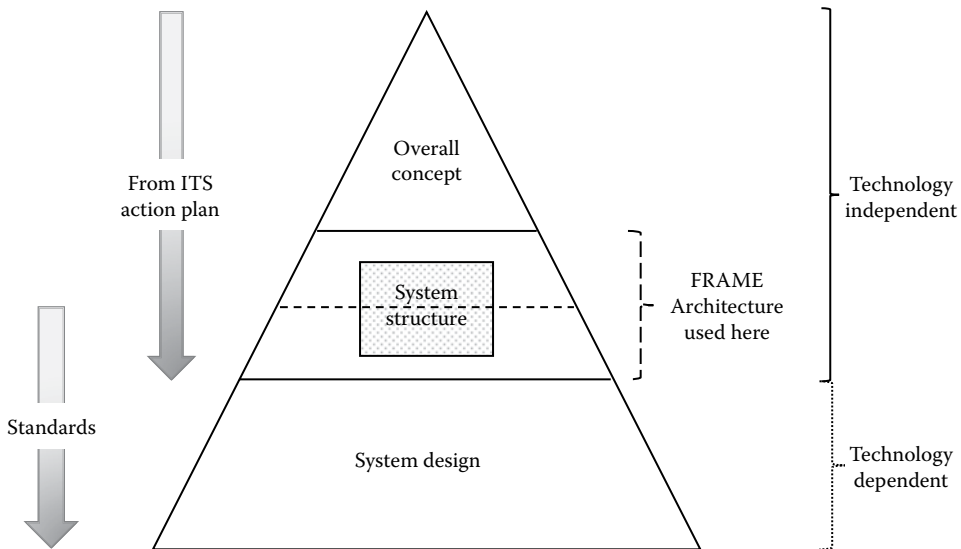 Overall
concept
From ITS
action plan
Technology
independent
System
structure
FRAME
Architecture
used here
Standards
System design
Technology
dependent